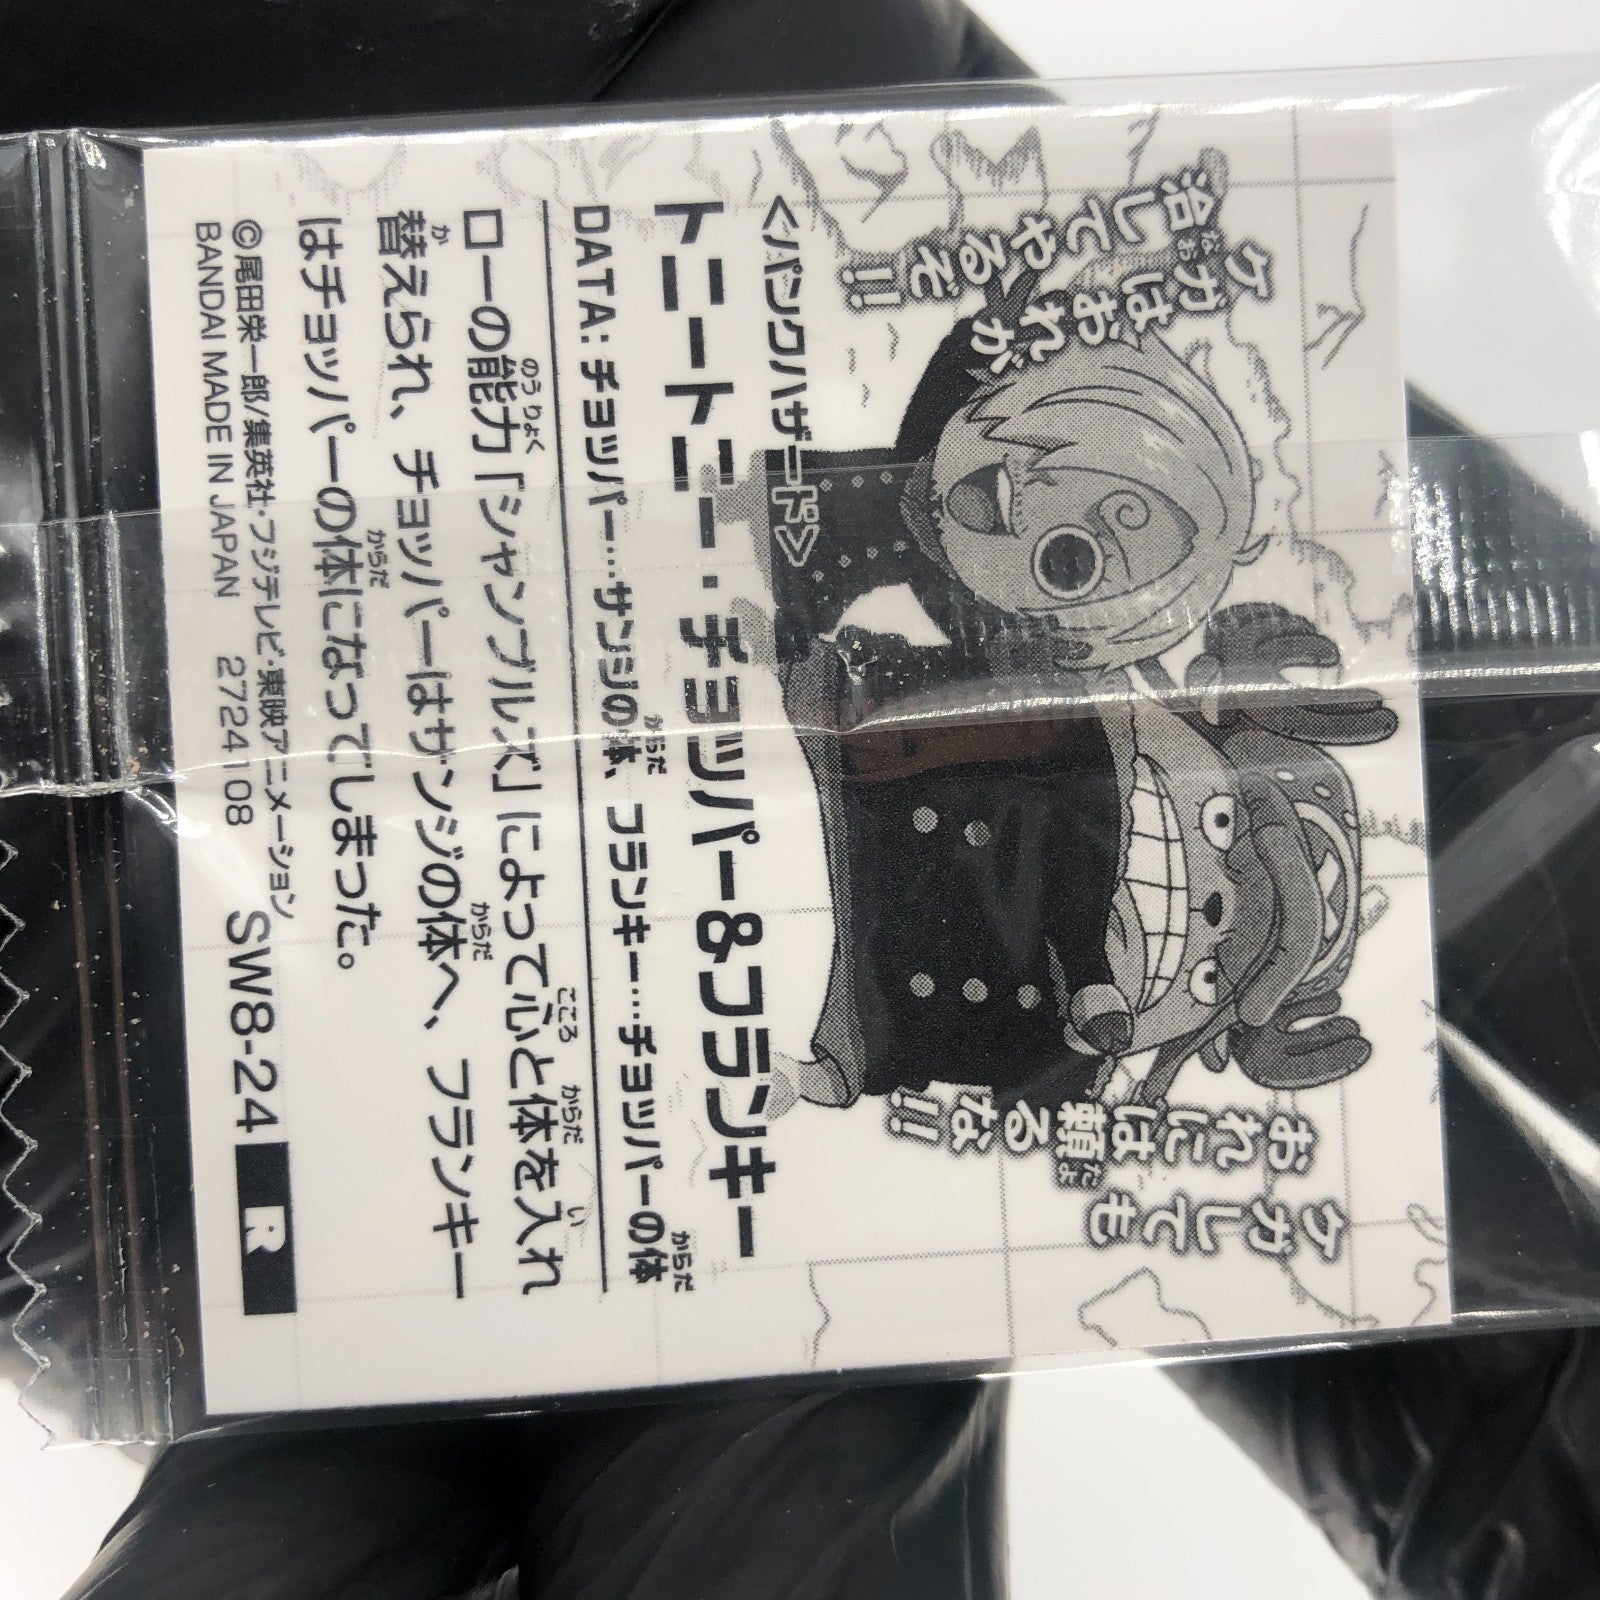 ケガは
おれが
治してやるぞ!!
ケガしても
おれには頼るな!!
<パンクハザード>
トニートニー・チョッパー&フランキー
DATA:チョッパー…サンジの体、フランキー…チョッパーの体
ローの能力「シャンブルズ」によって心と体を入れ
替えられ、チョッパーはサンジの体へ、フランキー
はチョッパーの体になってしまった。
©尾田栄一郎/集英社・フジテレビ・東映アニメーション
BANDAI MADE IN JAPAN 2724108 SW8-24 R